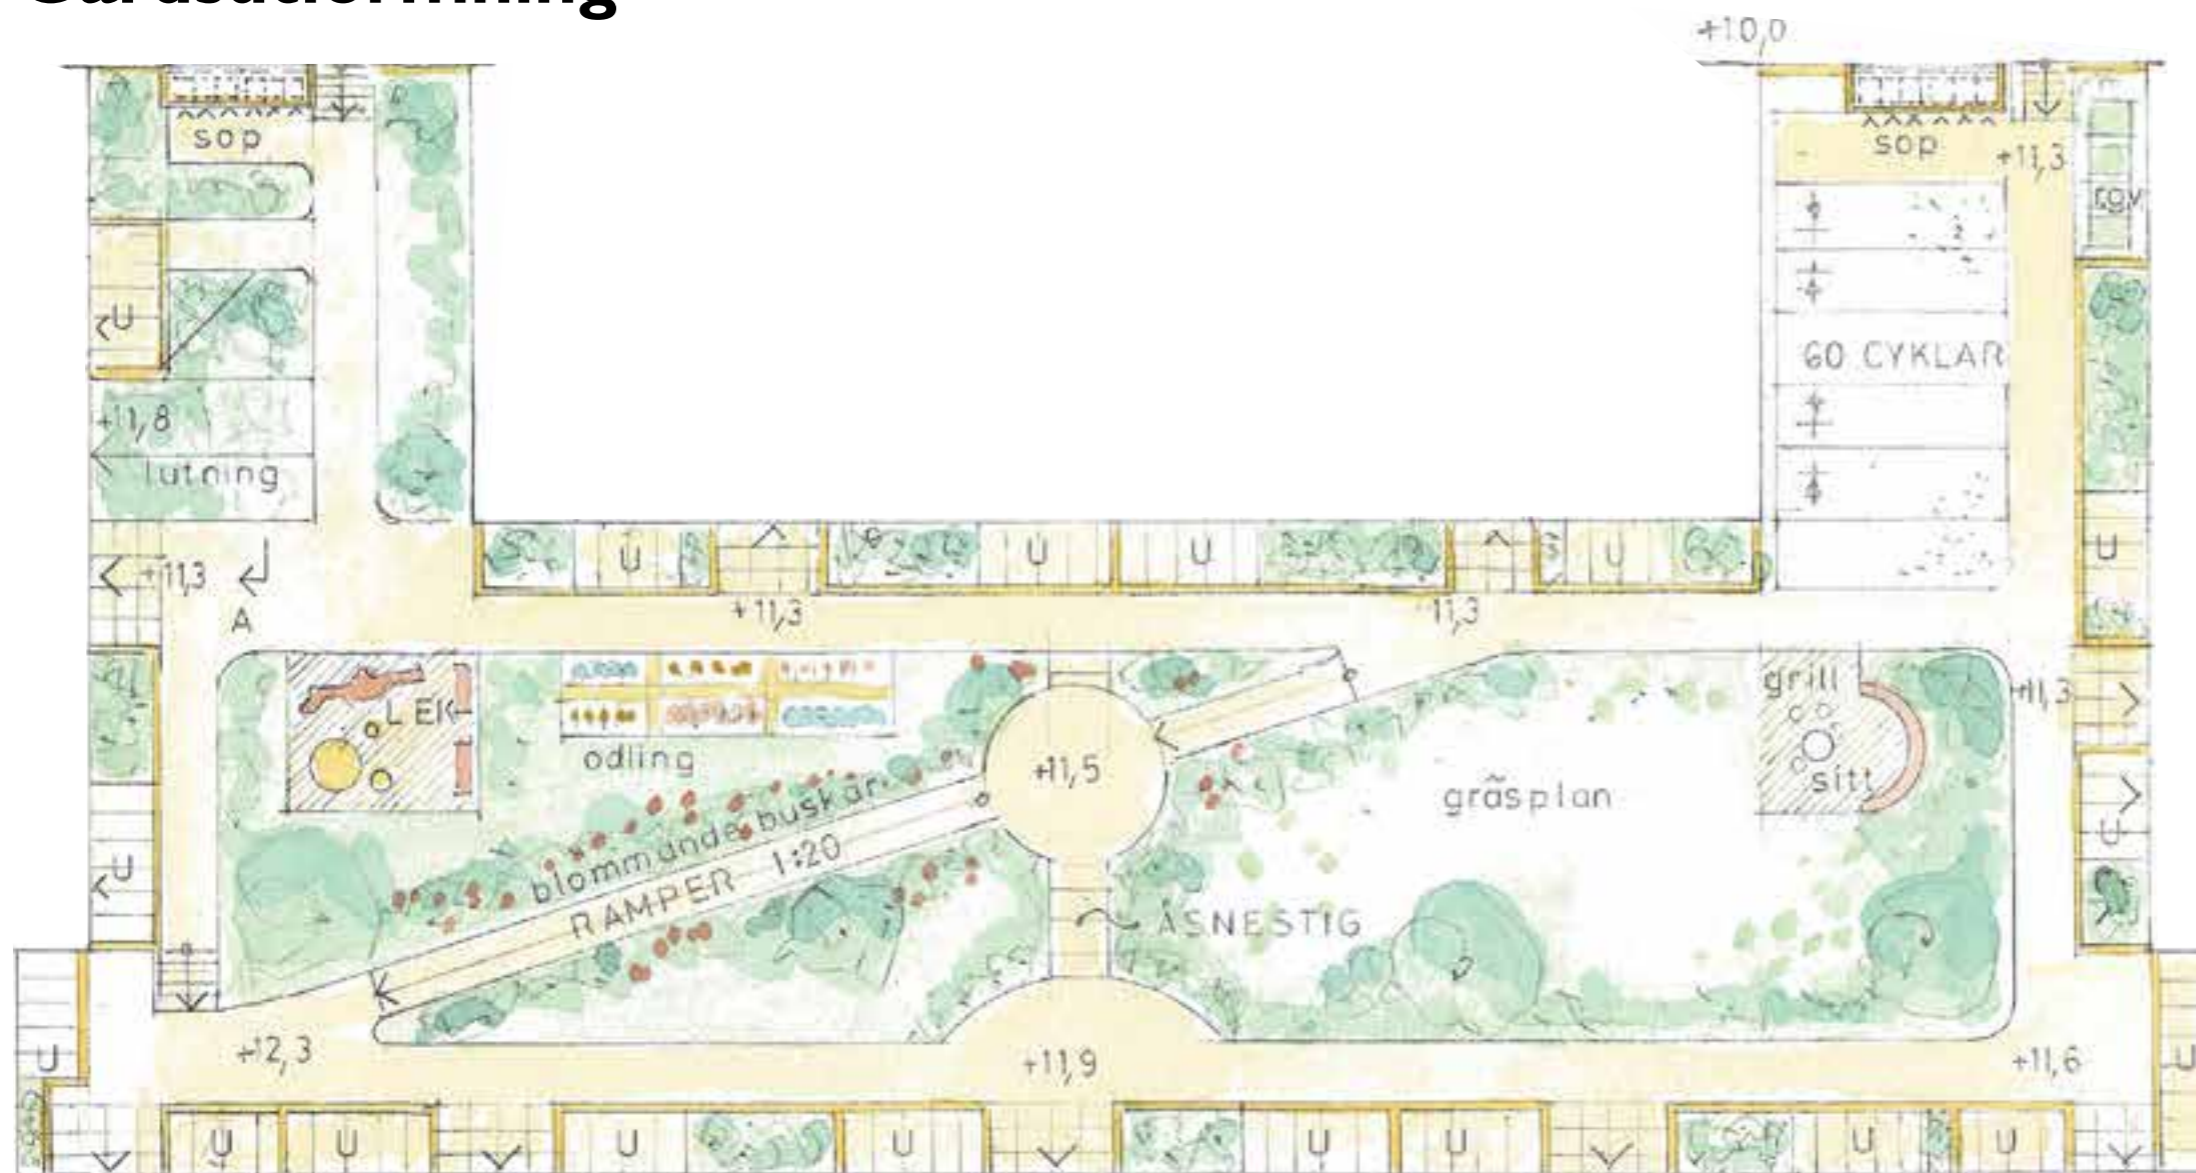 +10,0
sop
sop
+11,3
60 CYKLAR
U
+11,8
lutning
U
U
U
U
U
+11,3
A
+11,3
11,3
LEK
odling
+11,5
grill
sitt
+11,3
gräsplan
blommande buskar
RAMPER 1:20
ÅSNESTIG
U
U
+12,3
+11,9
+11,6
U
U
U
U
U
U
U
U
U
U